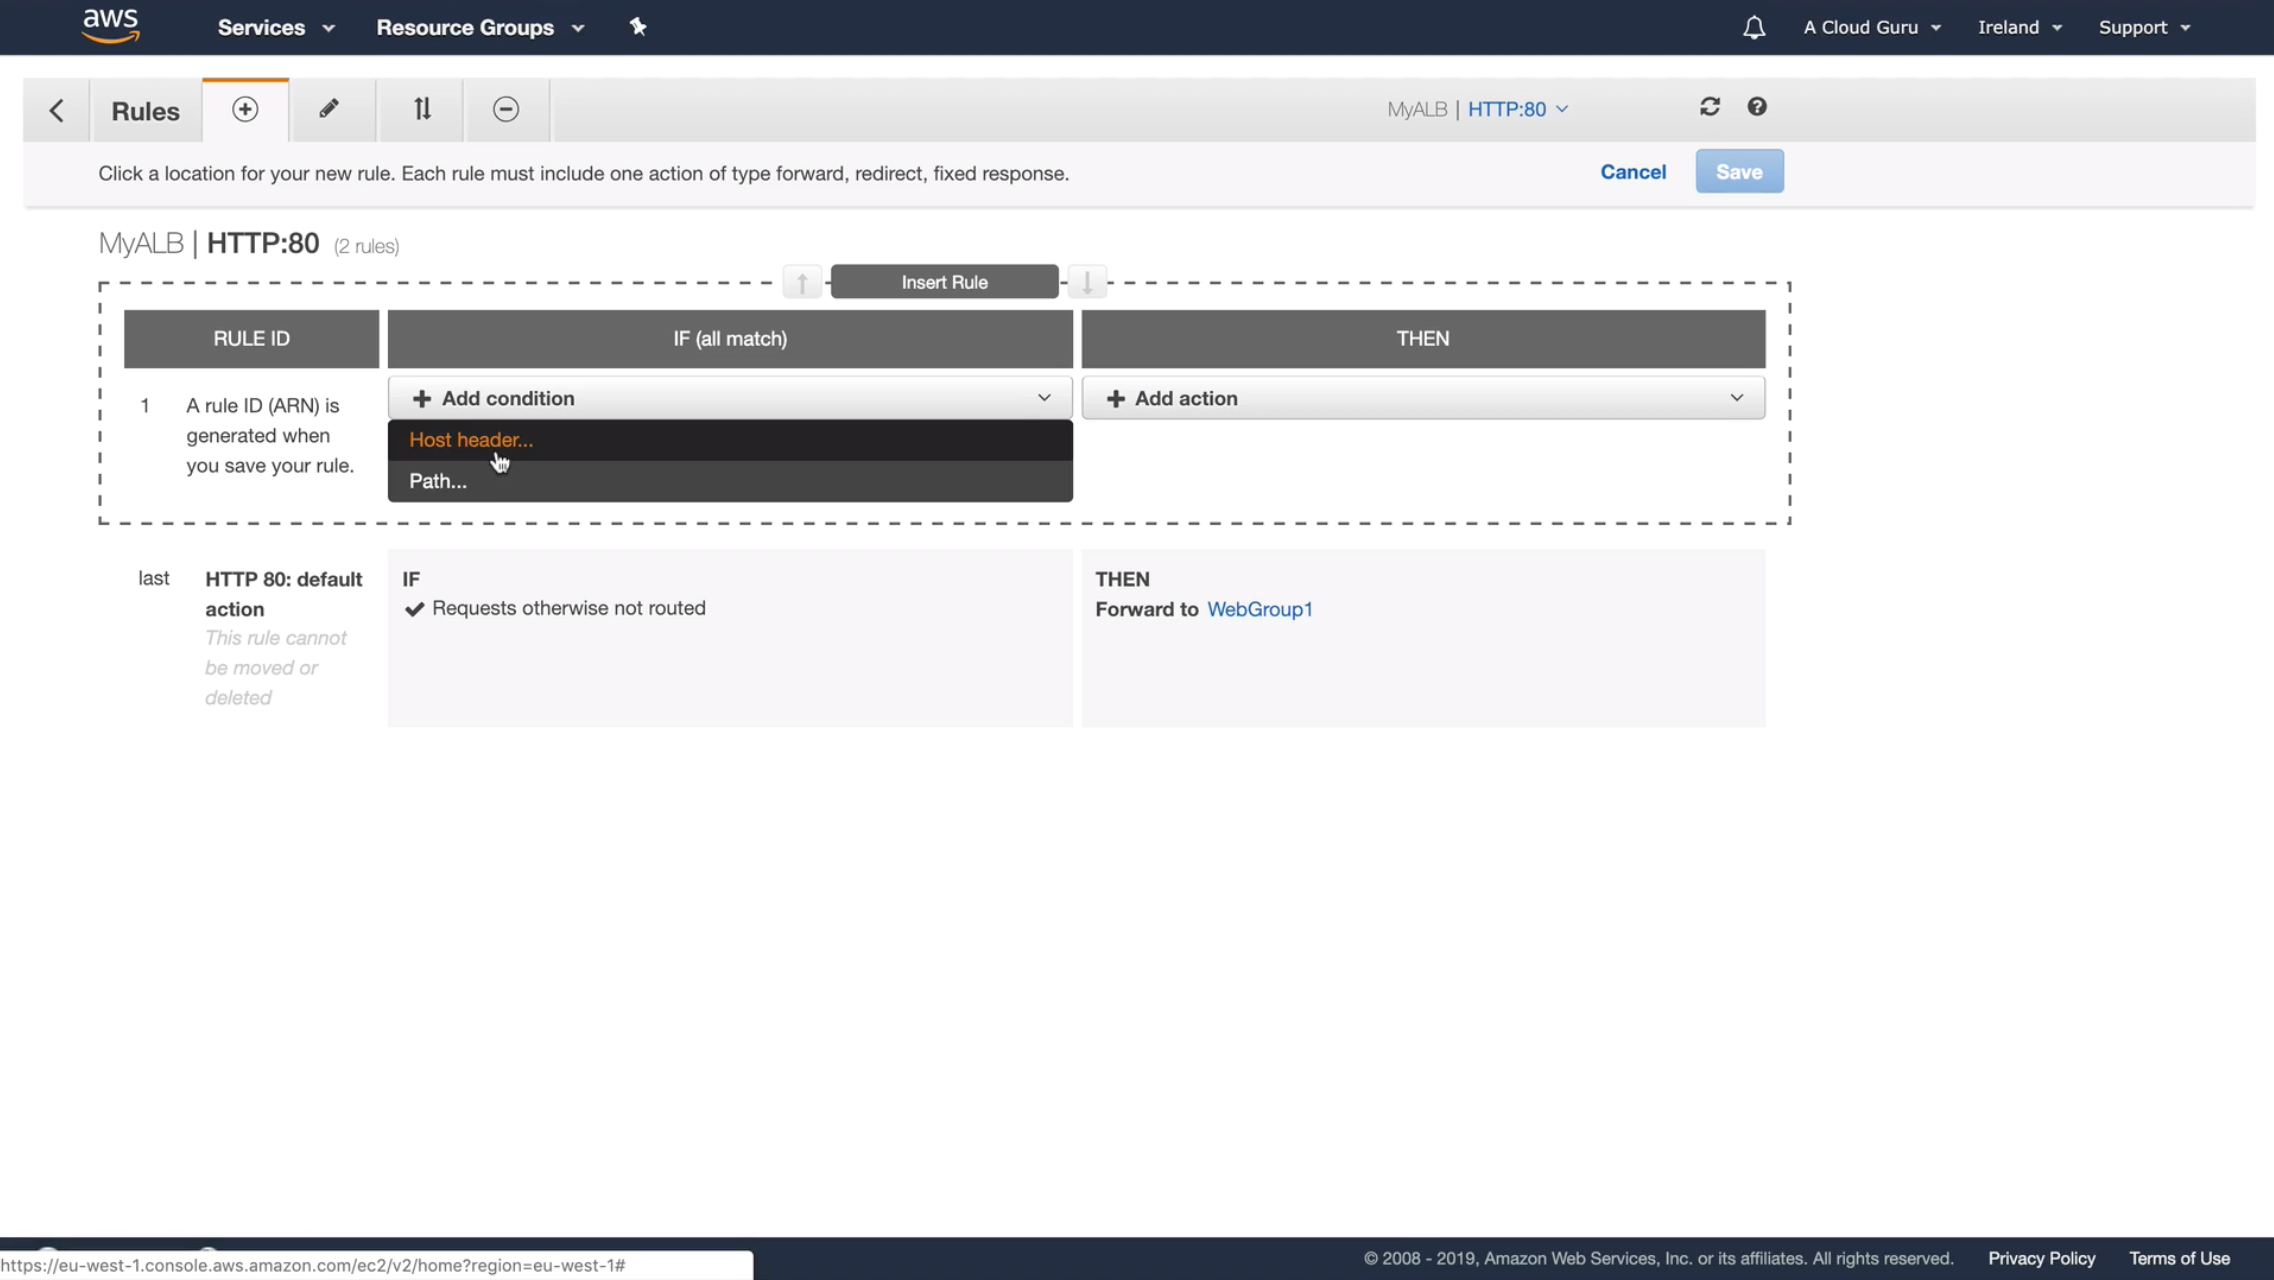 aws Services Resource Groups A Cloud Guru Ireland Support
Rules MyALB | HTTP:80
Click a location for your new rule. Each rule must include one action of type forward, redirect, fixed response. Cancel Save
MyALB | HTTP:80 (2 rules)
Insert Rule
RULE ID IF (all match) THEN
1 A rule ID (ARN) is
generated when
you save your rule.
Add condition Add action
Host header...
Path...
last HTTP 80: default
action
This rule cannot
be moved or
deleted
IF
Requests otherwise not routed
THEN
Forward to WebGroup1
https://eu-west-1.console.aws.amazon.com/ec2/v2/home?region=eu-west-1#
© 2008 - 2019, Amazon Web Services, Inc. or its affiliates. All rights reserved. Privacy Policy Terms of Use